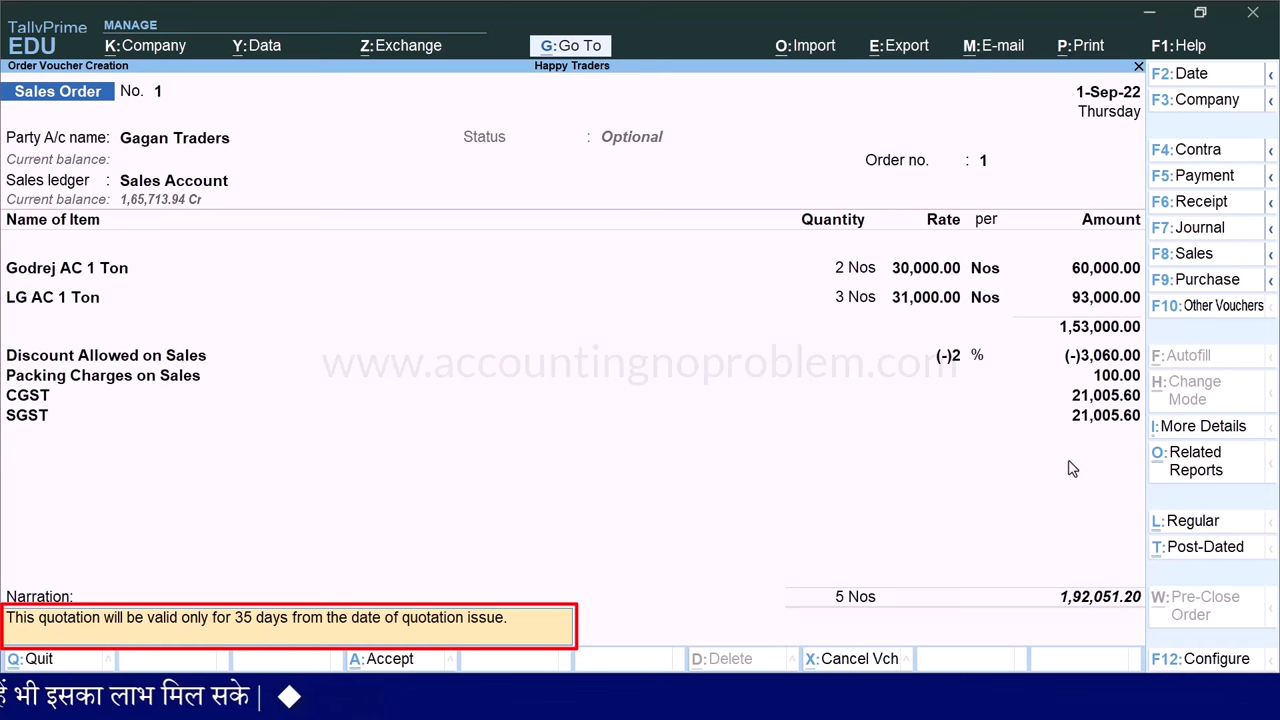 TallyPrime MANAGE
EDU K:Company Y:Data Z:Exchange G:Go To O:Import E:Export M:E-mail P:Print F1:Help
Order Voucher Creation Happy Traders
Sales Order No. 1 1-Sep-22
Thursday
Party A/c name: Gagan Traders Status : Optional
Current balance:
Order no. : 1
Sales ledger : Sales Account
Current balance: 1,65,713.94 Cr
Name of Item Quantity Rate per Amount
Godrej AC 1 Ton 2 Nos 30,000.00 Nos 60,000.00
LG AC 1 Ton 3 Nos 31,000.00 Nos 93,000.00
1,53,000.00
Discount Allowed on Sales (-)2 % (-)3,060.00
Packing Charges on Sales 100.00
CGST 21,005.60
SGST 21,005.60
www.accountingnoproblem.com
Narration: 5 Nos 1,92,051.20
This quotation will be valid only for 35 days from the date of quotation issue.
Q:Quit A:Accept D:Delete X:Cancel Vch
F2:Date
F3:Company
F4:Contra
F5:Payment
F6:Receipt
F7:Journal
F8:Sales
F9:Purchase
F10:Other Vouchers
F:Autofill
H:Change
Mode
I:More Details
O:Related
Reports
L:Regular
T:Post-Dated
W:Pre-Close
Order
F12:Configure
हें भी इसका लाभ मिल सके |